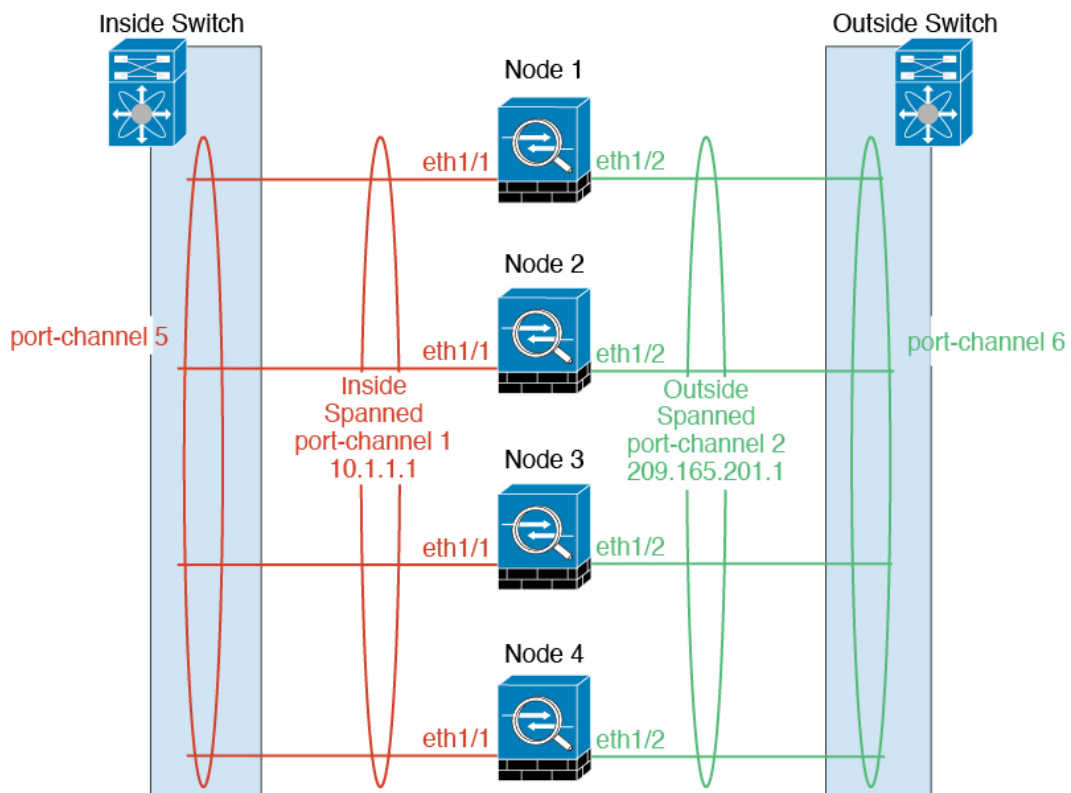 Inside Switch
Outside Switch
Node 1
eth1/1
eth1/2
Node 2
port-channel 5
eth1/1
eth1/2
port-channel 6
Inside
Spanned
port-channel 1
10.1.1.1
Outside
Spanned
port-channel 2
209.165.201.1
Node 3
eth1/1
eth1/2
Node 4
eth1/1
eth1/2